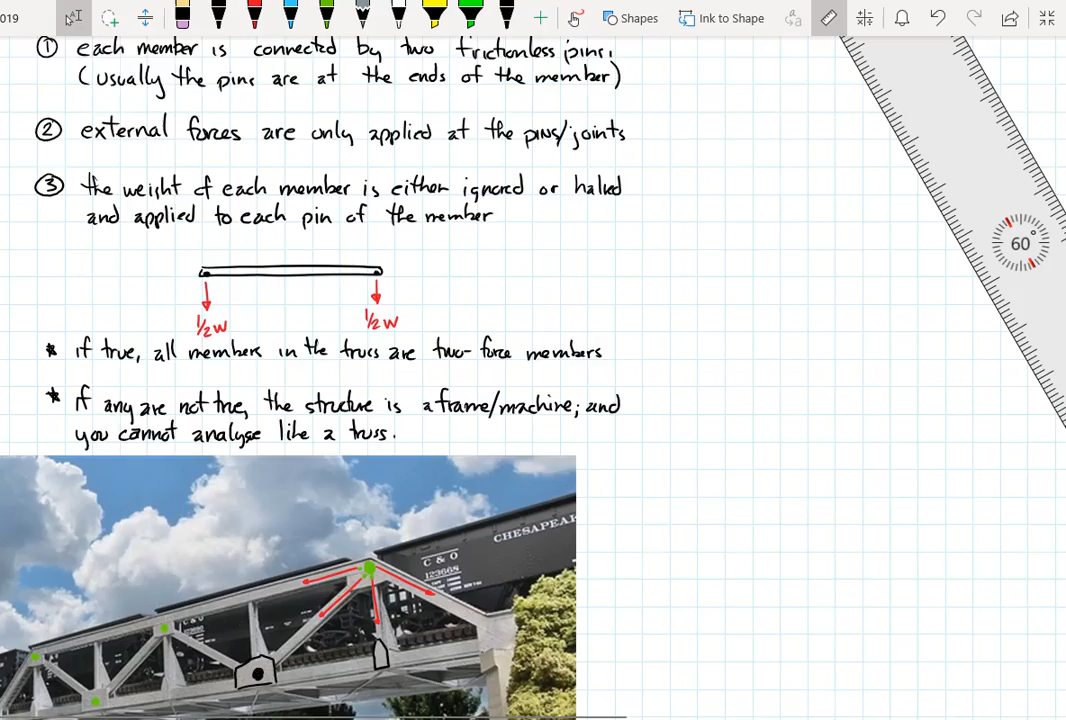 019
Shapes
Ink to Shape
① each member is connected by two frictionless pins.
(usually the pins are at the ends of the member)
② external forces are only applied at the pins/joints
③ the weight of each member is either ignored or halved
and applied to each pin of the member
60°
1/2 W
1/2 W
* if true, all members in the truss are two-force members
* If any are not true, the structure is a frame/machine; and
you cannot analyse like a truss.
CHESAPEAK
C & O
123668
C & O